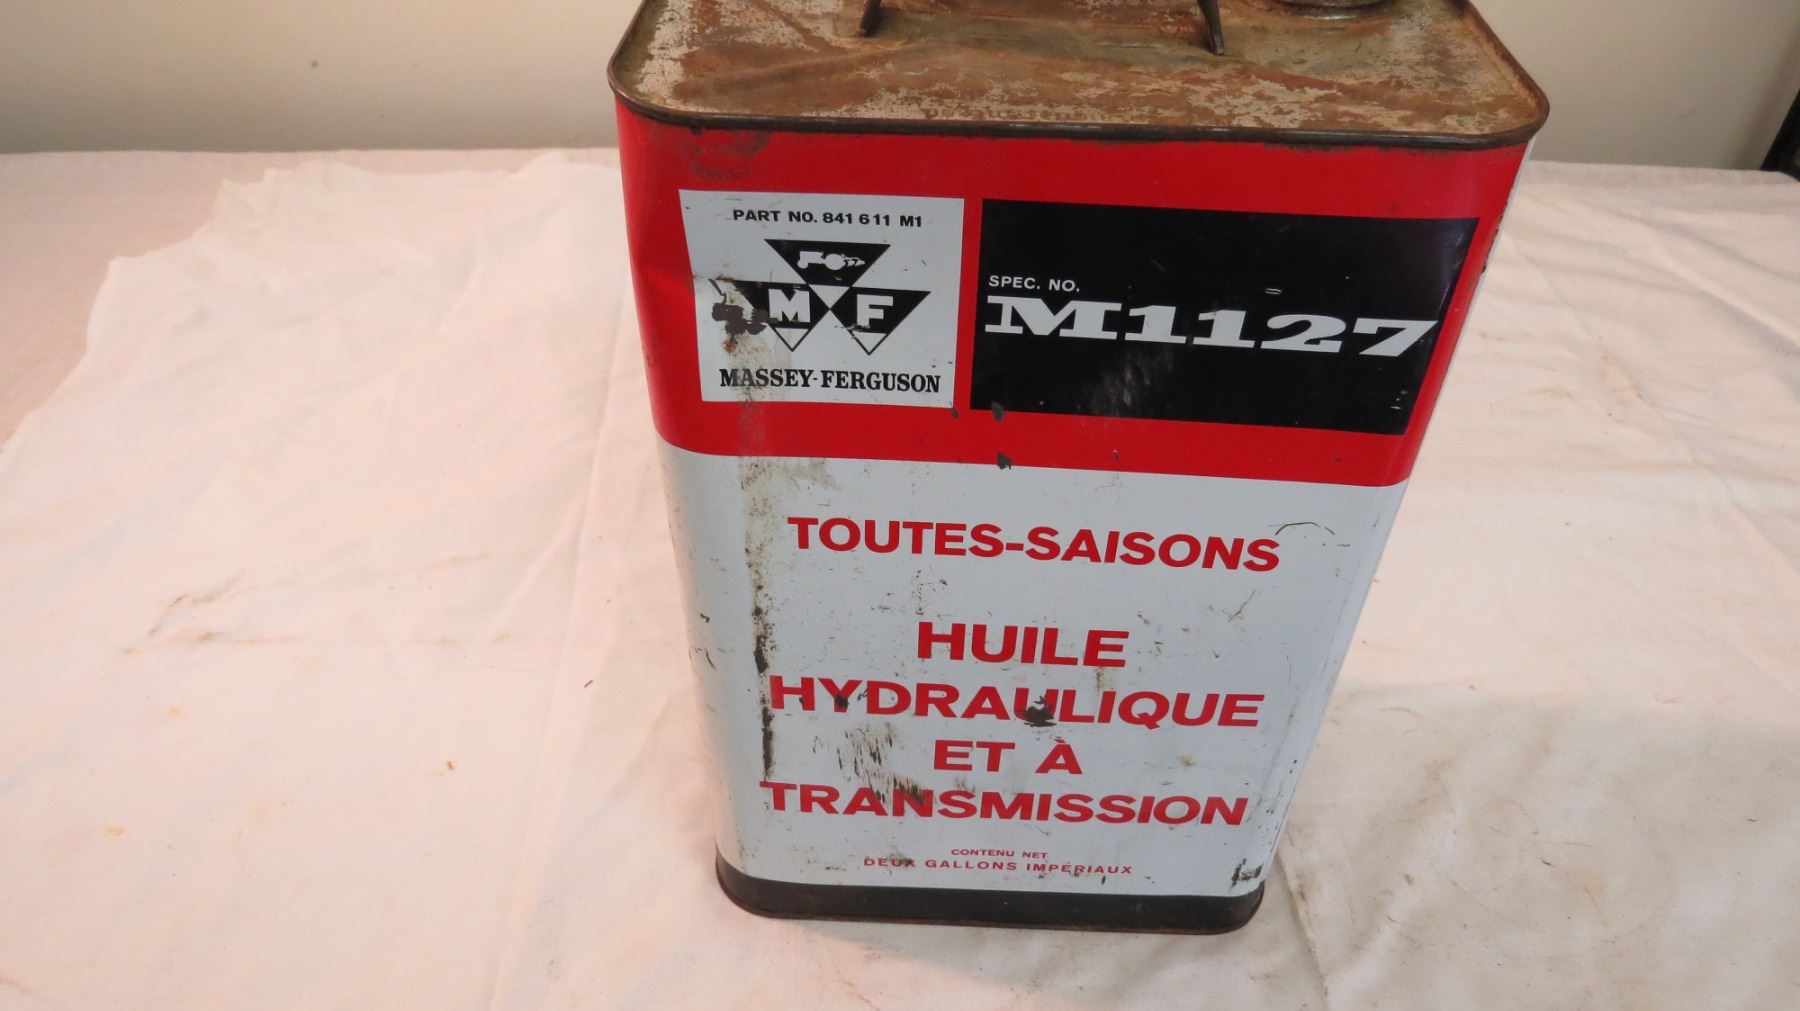 PART NO. 841 611 M1
M F
MASSEY-FERGUSON
SPEC. NO.
M1127
TOUTES-SAISONS
HUILE
HYDRAULIQUE
ET À
TRANSMISSION
CONTENU NET
DEUX GALLONS IMPÉRIAUX